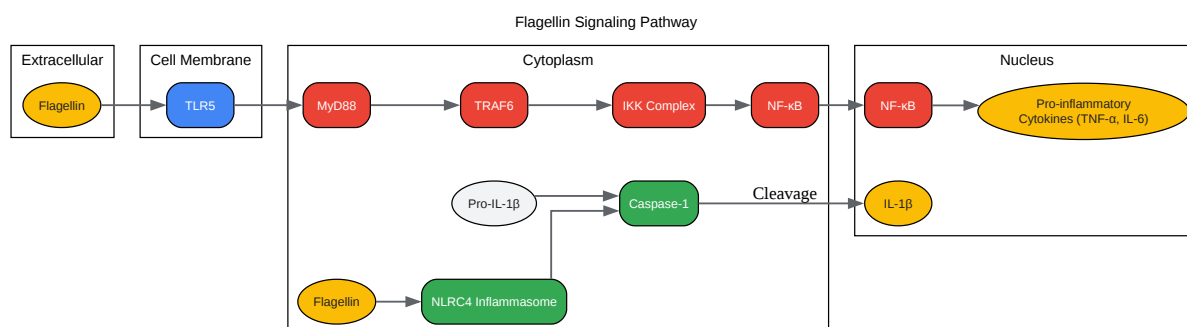 Flagellin Signaling Pathway
Extracellular
Cell Membrane
Cytoplasm
Nucleus
Flagellin
TLR5
MyD88
TRAF6
IKK Complex
NF-κB
NF-κB
Pro-inflammatory
Cytokines (TNF-α, IL-6)
Pro-IL-1β
Caspase-1
Cleavage
IL-1β
Flagellin
NLRC4 Inflammasome